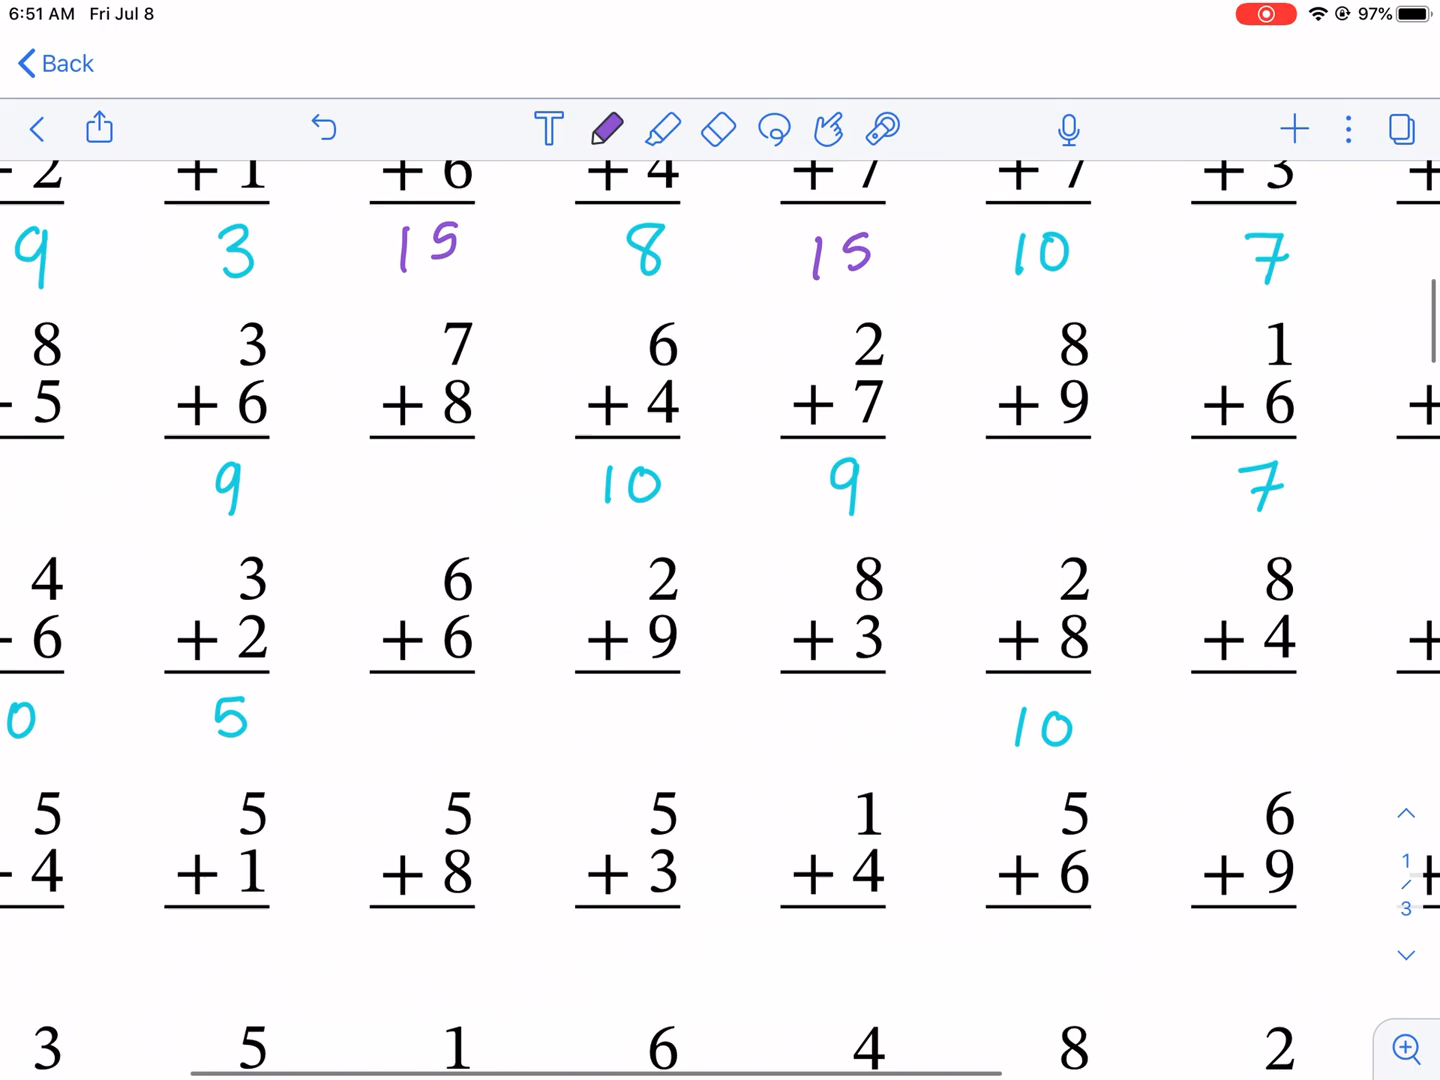 6:51 AM Fri Jul 8 97%
Back
2 + 1 + 6 + 4 + 7 + 7 + 3 +
9 3 15 8 15 10 7
8 3 7 6 2 8 1
5 + 6 + 8 + 4 + 7 + 9 + 6 +
9 10 9 7
4 3 6 2 8 2 8
6 + 2 + 6 + 9 + 3 + 8 + 4 +
0 5 10
5 5 5 5 1 5 6
4 + 1 + 8 + 3 + 4 + 6 + 9 +
1/3
3 5 1 6 4 8 2